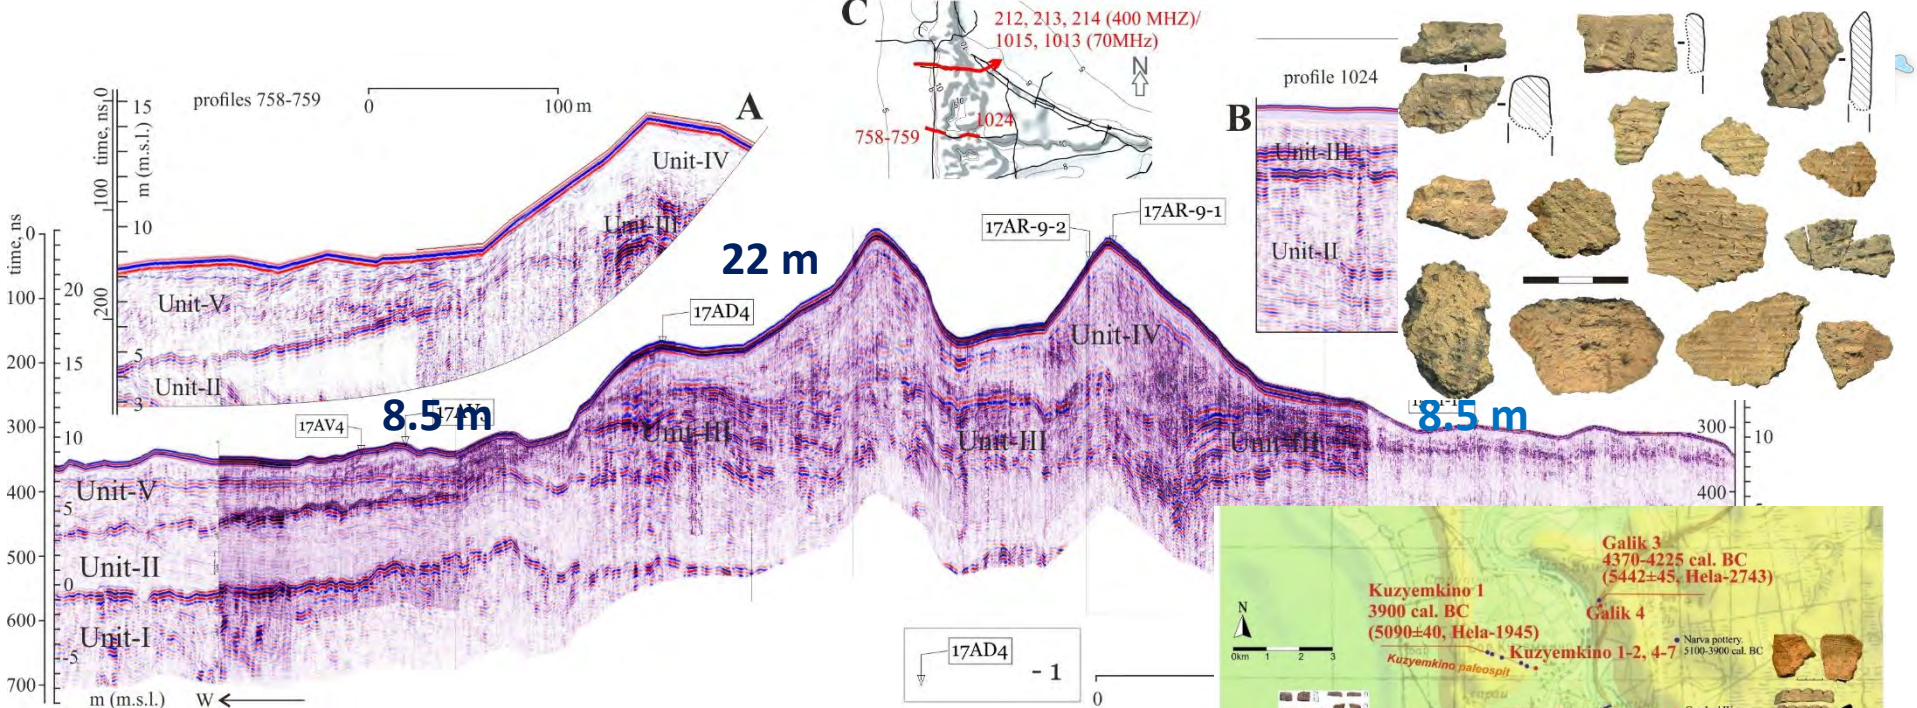 C
212, 213, 214 (400 MHZ)/
1015, 1013 (70MHz)
N
1024
758-759
profiles 758-759
0
100 m
A
time, ns
0
100
200
m (m.s.l.)
15
10
5
3
Unit-IV
Unit-III
Unit-V
Unit-II
B
profile 1024
Unit-III
Unit-II
time, ns
0
100
200
300
400
500
600
700
20
15
10
5
0
-5
m (m.s.l.)
W
22 m
17AD4
17AR-9-2
17AR-9-1
Unit-IV
17AV4
8.5 m
8.5 m
Unit-III
Unit-III
Unit-III
Unit-V
Unit-II
Unit-I
300
400
10
17AD4
- 1
0
Galik 3
4370-4225 cal. BC
(5442±45, Hela-2743)
Galik 4
Kuzyemkino 1
3900 cal. BC
(5090±40, Hela-1945)
Kuzyemkino 1-2, 4-7
Kuzyemkino paleospit
Narva pottery.
5100-3900 cal. BC
N
0km 1 2 3